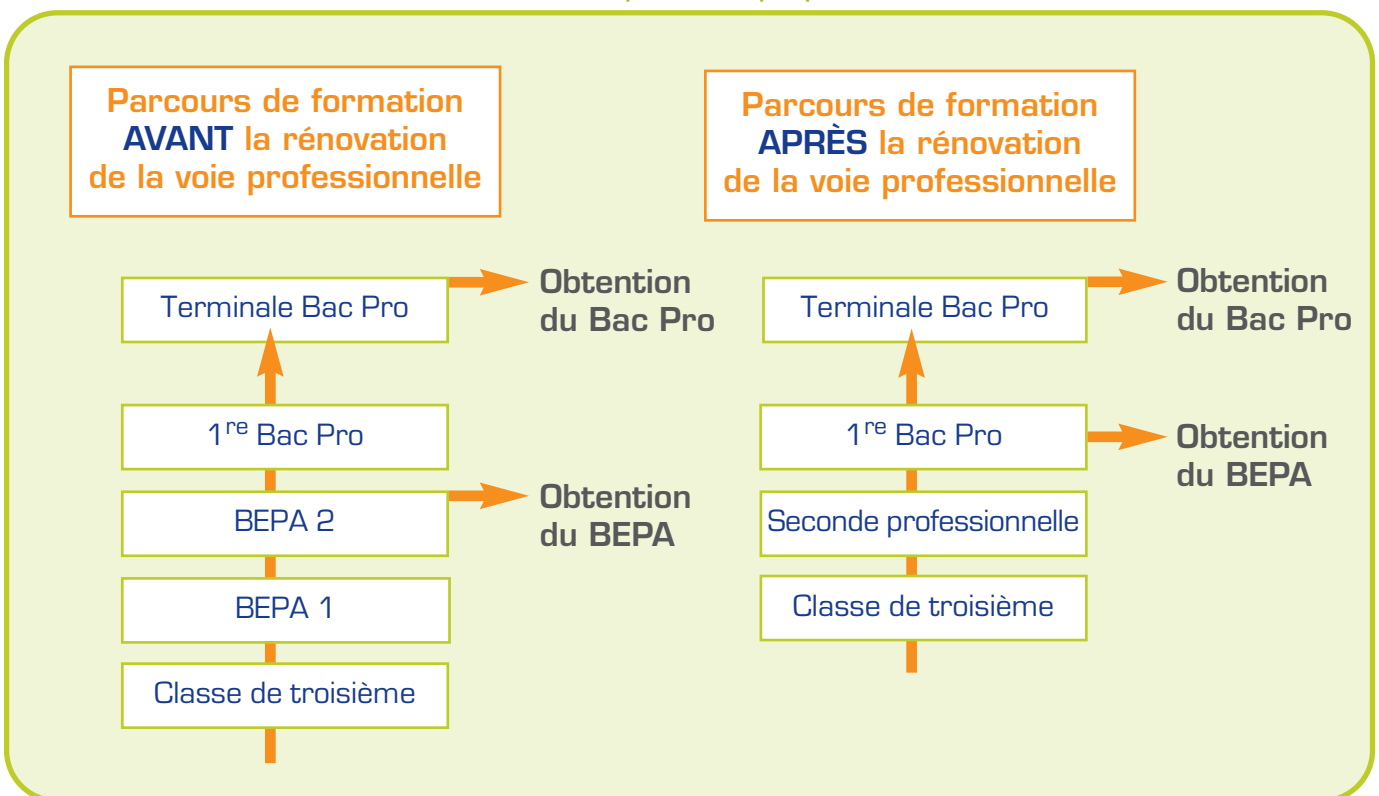 Parcours de formation
AVANT la rénovation
de la voie professionnelle
Terminale Bac Pro
Obtention
du Bac Pro
1re Bac Pro
BEPA 2
Obtention
du BEPA
BEPA 1
Classe de troisième
Parcours de formation
APRÈS la rénovation
de la voie professionnelle
Terminale Bac Pro
Obtention
du Bac Pro
1re Bac Pro
Obtention
du BEPA
Seconde professionnelle
Classe de troisième